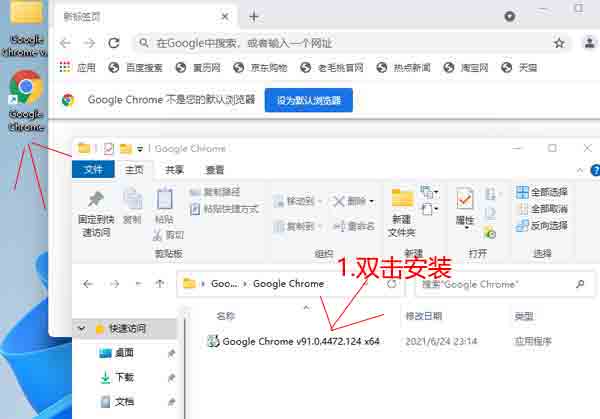 Google
Chrome v...
Google
Chrome
新标签页
在Google中搜索，或者输入一个网址
应用
百度搜索
黄历网
京东购物
老毛桃官网
热点新闻
淘宝网
天猫
Google Chrome 不是您的默认浏览器
设为默认浏览器
Google Chrome
文件
主页
共享
查看
固定到快
速访问
复制
粘贴
复制路径
粘贴快捷方式
剪切
剪贴板
移动到
复制到
删除
重命名
组织
新建
文件夹
新建
属性
打开
全部选择
全部取消
反向选择
选择
1.双击安装
Goo...
Google Chrome
搜索"Google Chrome"
名称
修改日期
类型
快速访问
桌面
下载
文档
Google Chrome v91.0.4472.124 x64
2021/6/24 23:14
应用程序